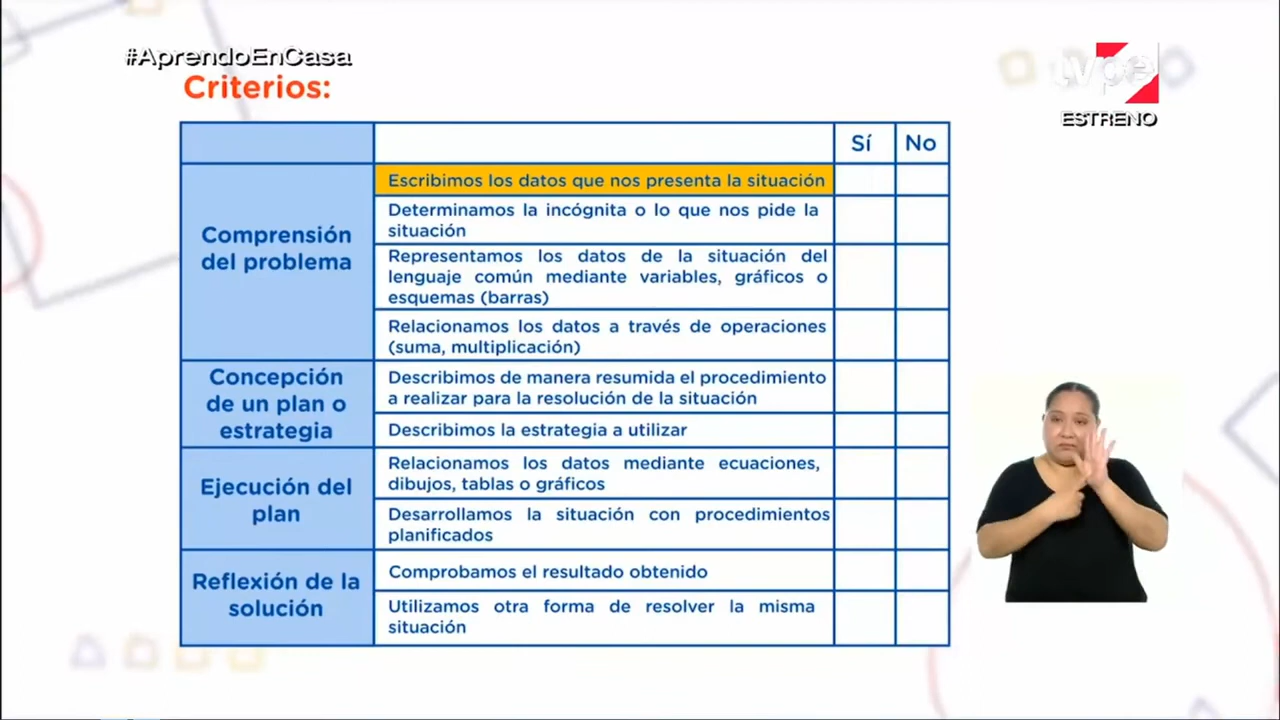 #AprendoEnCasa
tvpe
ESTRENO
Criterios:
Sí No
Comprensión
del problema
Escribimos los datos que nos presenta la situación
Determinamos la incógnita o lo que nos pide la
situación
Representamos los datos de la situación del
lenguaje común mediante variables, gráficos o
esquemas (barras)
Relacionamos los datos a través de operaciones
(suma, multiplicación)
Concepción
de un plan o
estrategia
Describimos de manera resumida el procedimiento
a realizar para la resolución de la situación
Describimos la estrategia a utilizar
Ejecución del
plan
Relacionamos los datos mediante ecuaciones,
dibujos, tablas o gráficos
Desarrollamos la situación con procedimientos
planificados
Reflexión de la
solución
Comprobamos el resultado obtenido
Utilizamos otra forma de resolver la misma
situación